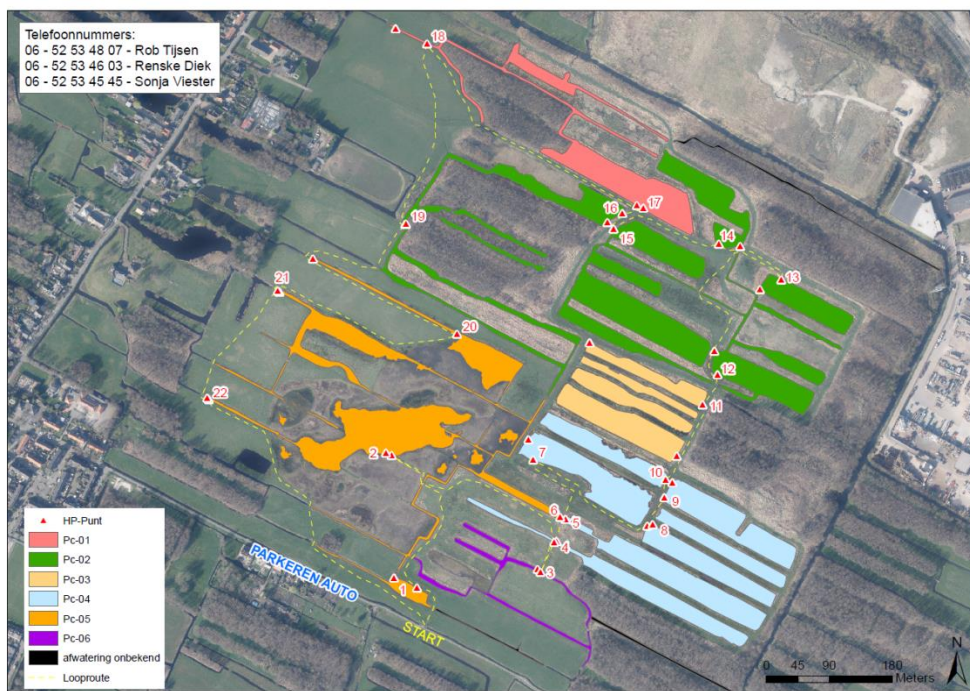 Telefoonnummers:
06 - 52 53 48 07 - Rob Tijsen
06 - 52 53 46 03 - Renske Diek
06 - 52 53 45 45 - Sonja Viester
18
17
16
15
19
14
13
21
20
12
22
11
2
7
10
9
6
5
8
4
3
1
PARKEREN AUTO
START
HP-Punt
Pc-01
Pc-02
Pc-03
Pc-04
Pc-05
Pc-06
afwatering onbekend
Looproute
N
0 45 90 180
Meters